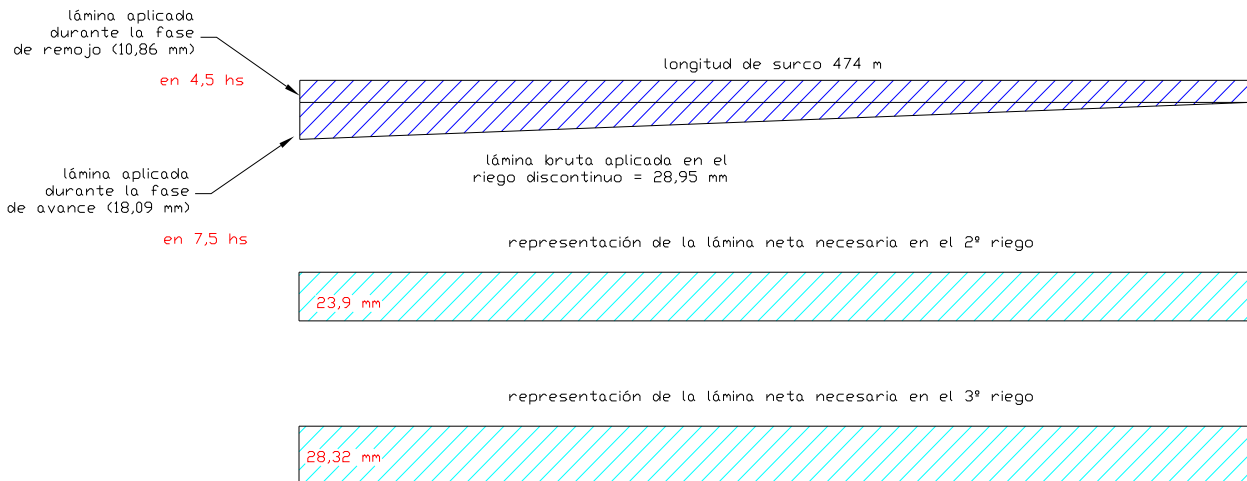 lámina aplicada
durante la fase
de remojo (10,86 mm)
en 4,5 hs
longitud de surco 474 m
lámina aplicada
durante la fase
de avance (18,09 mm)
en 7,5 hs
lámina bruta aplicada en el
riego discontinuo = 28,95 mm
representación de la lámina neta necesaria en el 2º riego
23,9 mm
representación de la lámina neta necesaria en el 3º riego
28,32 mm